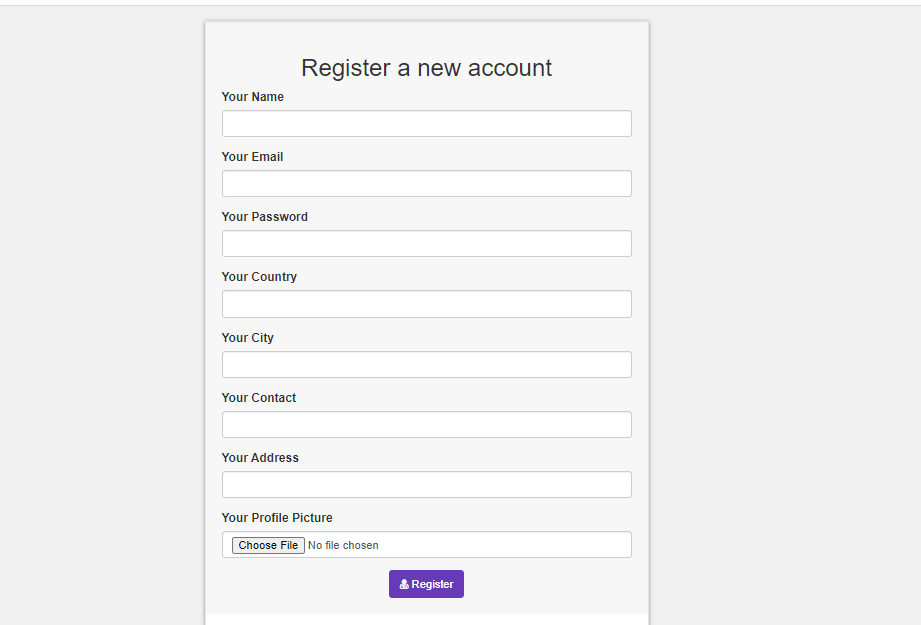 Register a new account
Your Name
Your Email
Your Password
Your Country
Your City
Your Contact
Your Address
Your Profile Picture
Choose File No file chosen
Register